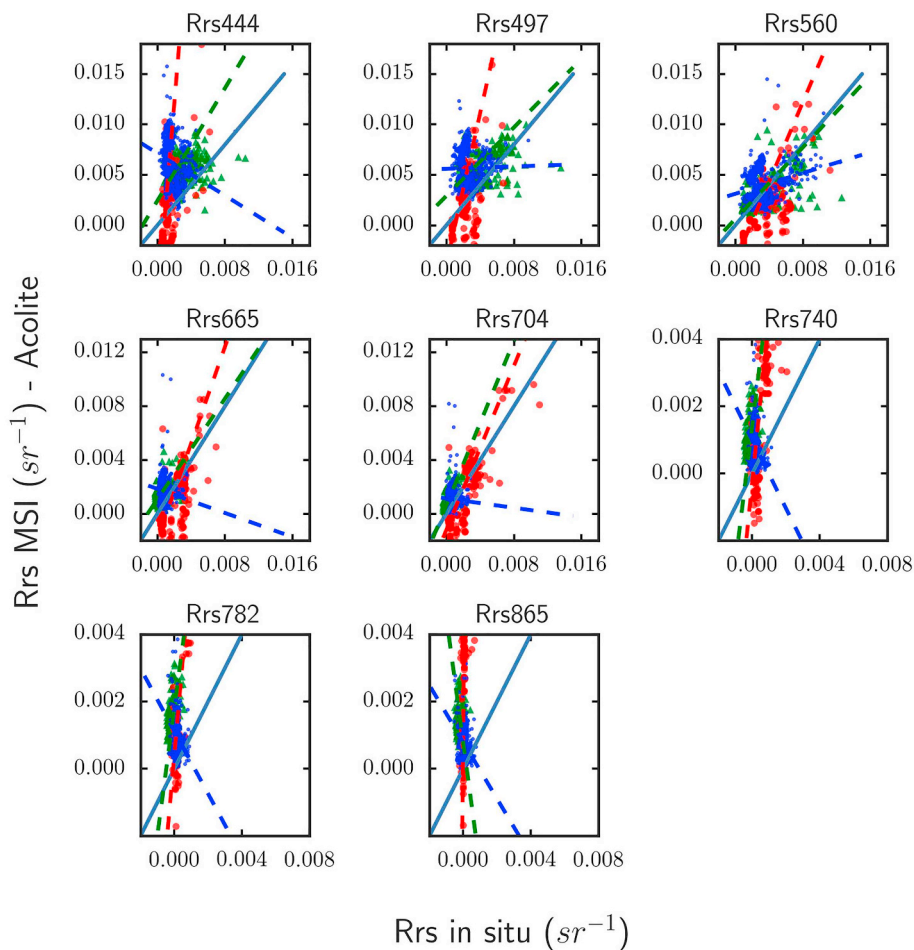 Rrs444 Rrs497 Rrs560
0.015 0.015 0.015
0.010 0.010 0.010
0.005 0.005 0.005
0.000 0.000 0.000
0.000 0.008 0.016 0.000 0.008 0.016 0.000 0.008 0.016
Rrs MSI (sr⁻¹) - Acolite
Rrs665 Rrs704 Rrs740
0.012 0.012 0.004
0.008 0.008 0.002
0.004 0.004 0.000
0.000 0.000
0.000 0.008 0.016 0.000 0.008 0.016 0.000 0.004 0.008
Rrs782 Rrs865
0.004 0.004
0.002 0.002
0.000 0.000
0.000 0.004 0.008 0.000 0.004 0.008
Rrs in situ (sr⁻¹)